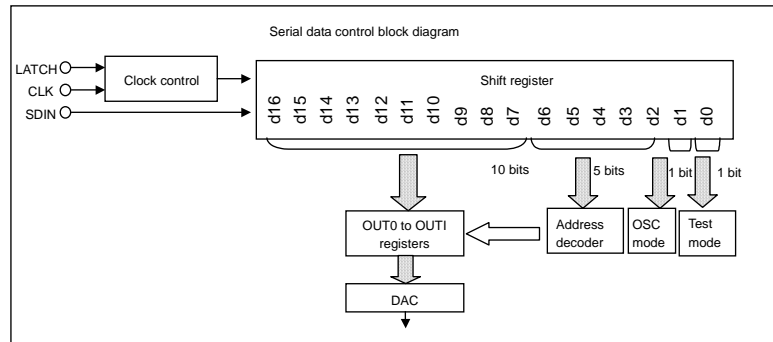 Serial data control block diagram
LATCH
CLK
SDIN
Clock control
Shift register
d16 d15 d14 d13 d12 d11 d10 d9 d8 d7 d6 d5 d4 d3 d2 d1 d0
10 bits 5 bits 1 bit 1 bit
OUT0 to OUTI
registers
Address
decoder
OSC
mode
Test
mode
DAC